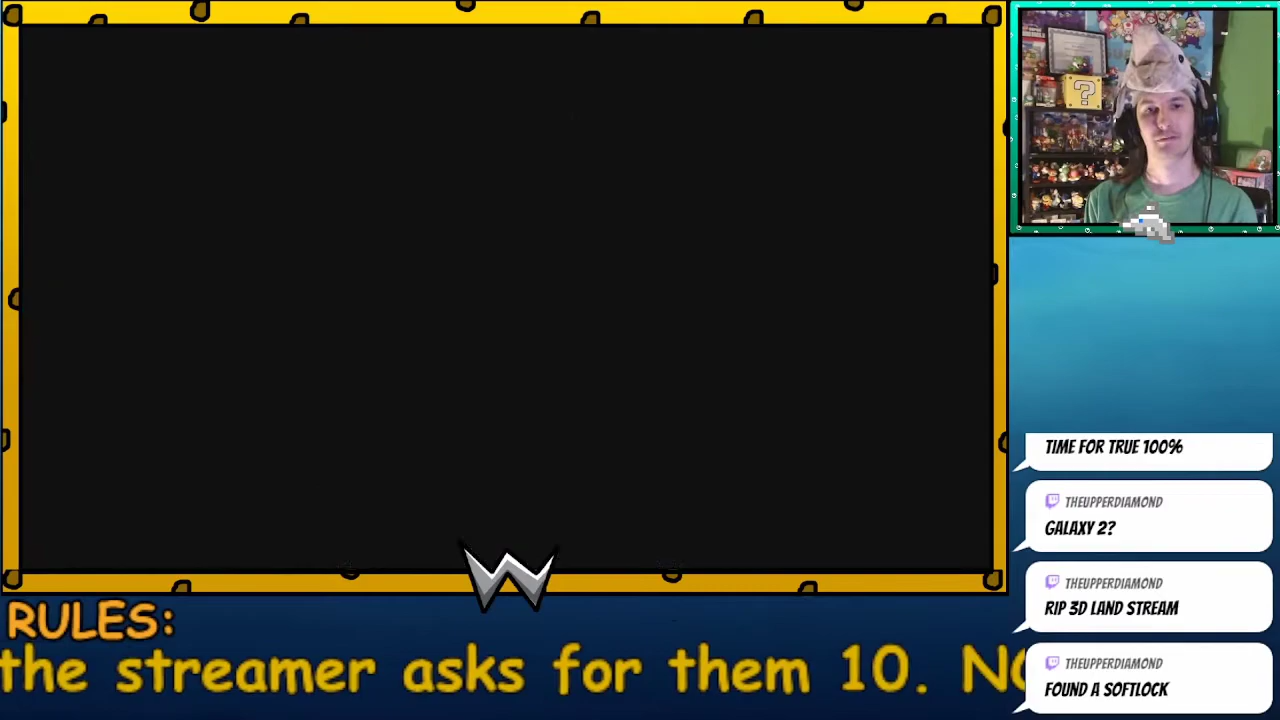 TIME FOR TRUE 100%
THEUPPERDIAMOND
GALAXY 2?
THEUPPERDIAMOND
RIP 3D LAND STREAM
THEUPPERDIAMOND
FOUND A SOFTLOCK
RULES:
the streamer asks for them 10. NO